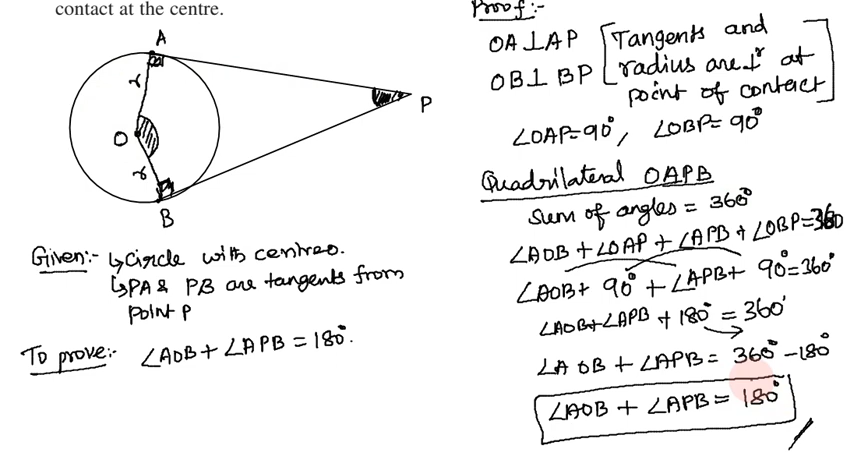 contact at the centre.
A
r
O
r
B
P
Given:- ↳Circle with centre O.
↳PA & PB are tangents from
point P
To prove:- ∠AOB + ∠APB = 180°.
Proof:-
OA⊥AP
OB⊥BP
[Tangents and
radius are ⊥r at
point of contact]
∠OAP=90°, ∠OBP=90°
Quadrilateral OAPB
Sum of angles = 360°
∠AOB + ∠OAP + ∠APB + ∠OBP=360
∠AOB+ 90° + ∠APB+ 90°=360°
∠AOB+∠APB + 180° = 360°
∠AOB + ∠APB = 360° - 180°
∠AOB + ∠APB = 180°